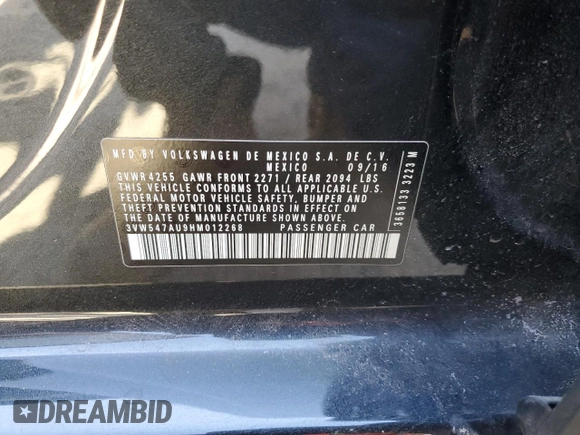 MFD BY VOLKSWAGEN DE MEXICO S.A. DE C.V.
MEXICO 09/16
GVWR 4255 GAWR FRONT 2271 / REAR 2094 LBS
THIS VEHICLE CONFORMS TO ALL APPLICABLE U.S.
FEDERAL MOTOR VEHICLE SAFETY, BUMPER AND
THEFT PREVENTION STANDARDS IN EFFECT ON
THE DATE OF MANUFACTURE SHOWN ABOVE.
3VW547AU9HM012268 PASSENGER CAR
3658133 3223 M
DREAMBID